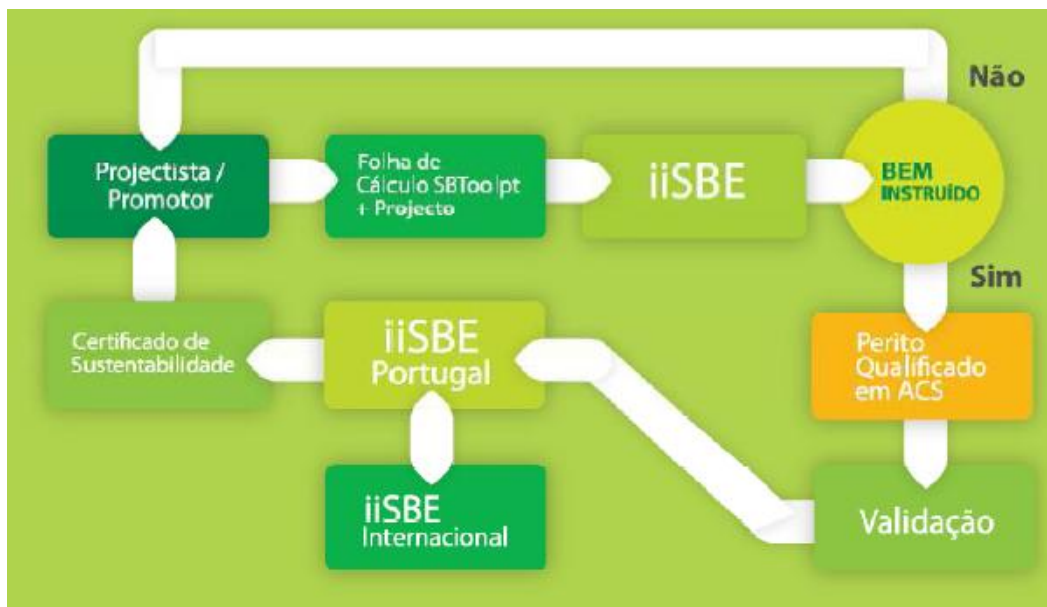 Não
Projectista /
Promotor
Folha de
Cálculo SBToolpt
+ Projecto
iiSBE
BEM
INSTRUÍDO
Sim
Certificado de
Sustentabilidade
iiSBE
Portugal
Perito
Qualificado
em ACS
iiSBE
Internacional
Validação